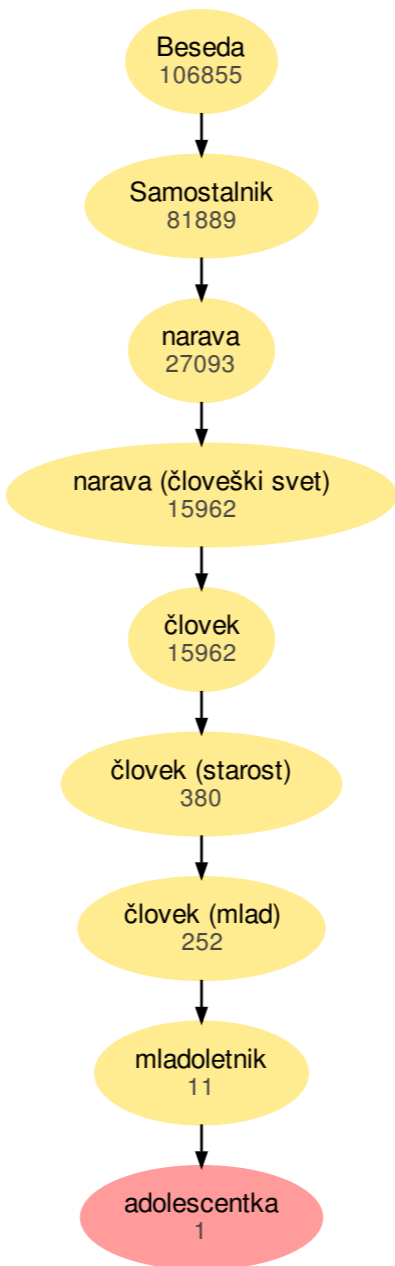 Beseda
106855
Samostalnik
81889
narava
27093
narava (človeški svet)
15962
človek
15962
človek (starost)
380
človek (mlad)
252
mladoletnik
11
adolescentka
1